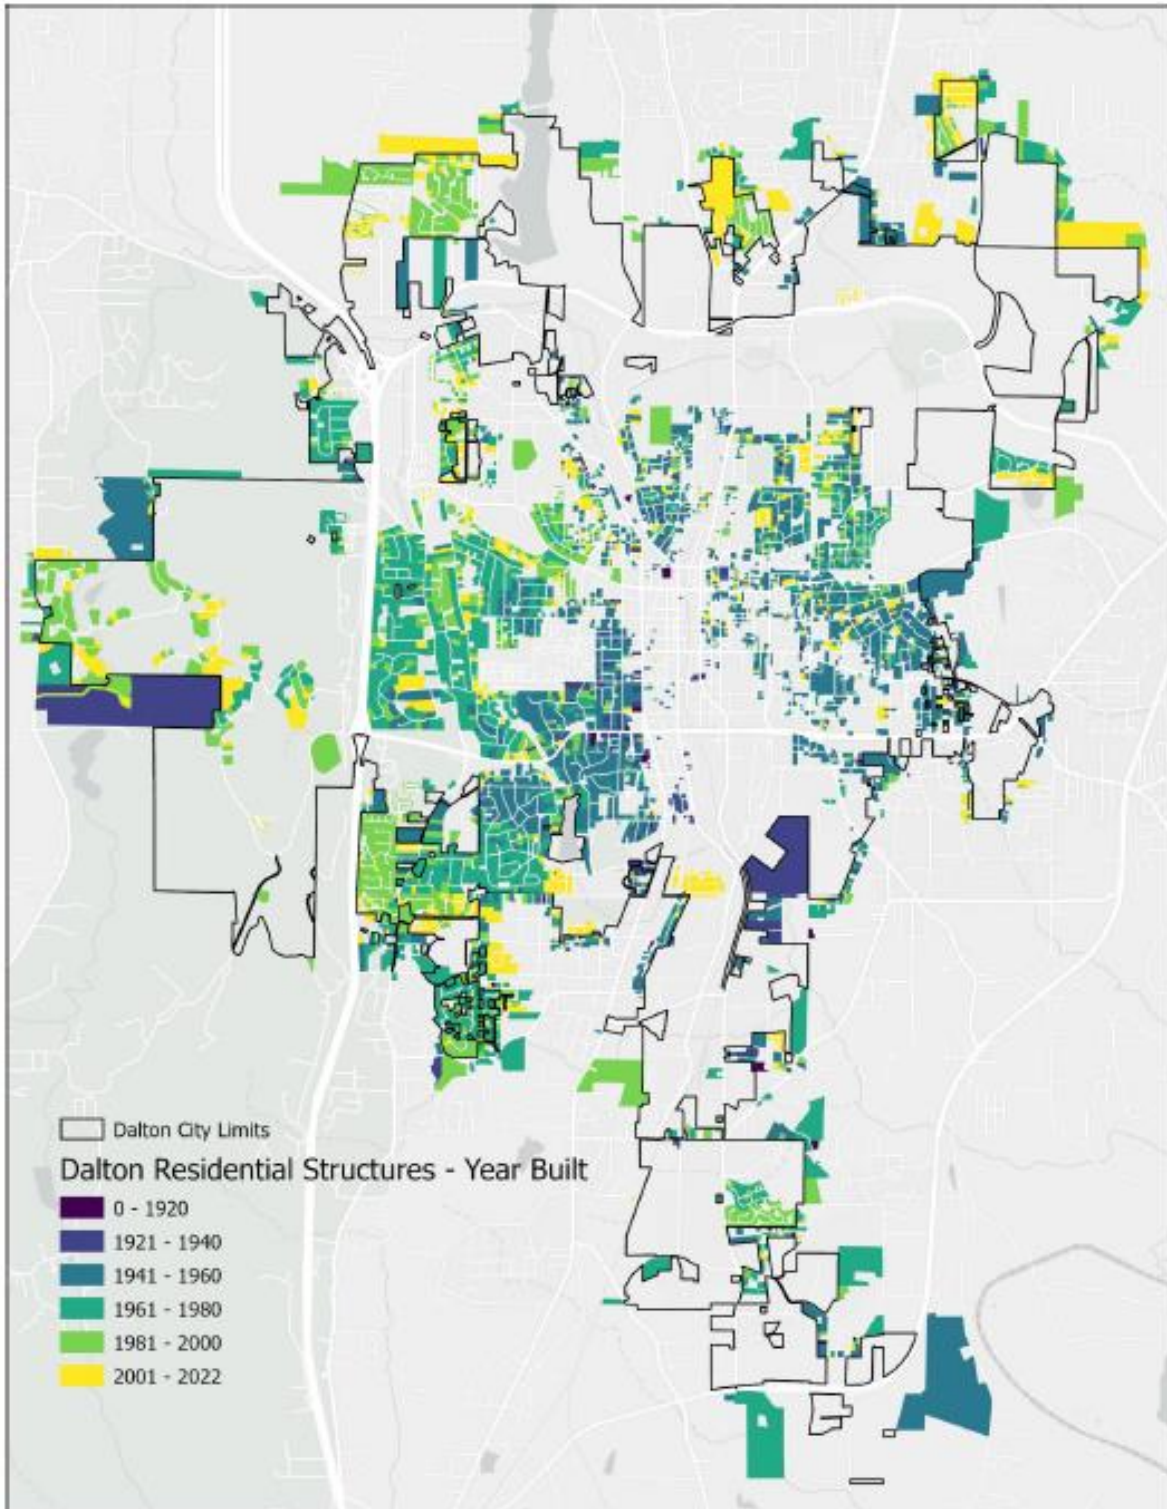 Dalton City Limits
Dalton Residential Structures - Year Built
0 - 1920
1921 - 1940
1941 - 1960
1961 - 1980
1981 - 2000
2001 - 2022